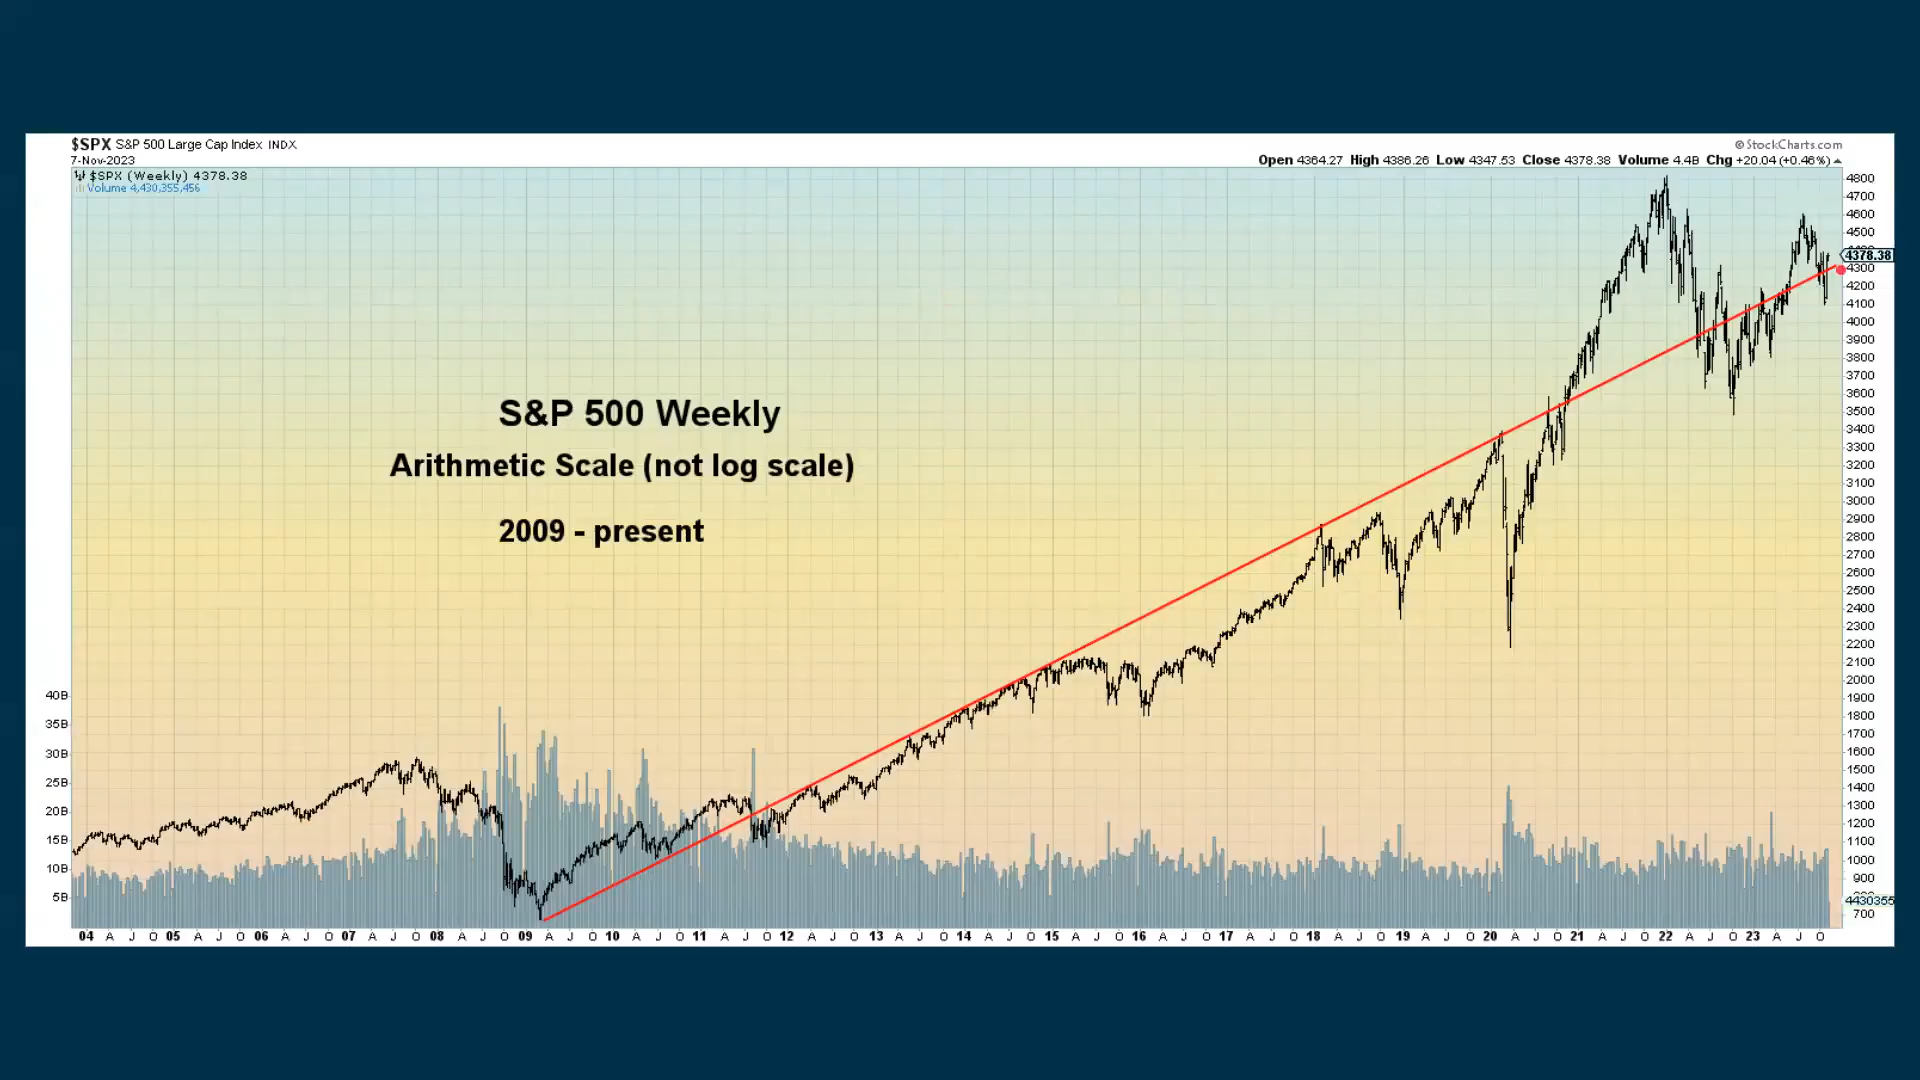 $SPX S&P 500 Large Cap Index INDX
© StockCharts.com
7-Nov-2023
Open 4364.27 High 4386.26 Low 4347.53 Close 4378.38 Volume 4.4B Chg +20.04 (+0.46%)
$SPX (Weekly) 4378.38
Volume 4,430,355,456
S&P 500 Weekly
Arithmetic Scale (not log scale)
2009 - present
4800
4700
4600
4500
4378.38
4300
4200
4100
4000
3900
3800
3700
3600
3500
3400
3300
3200
3100
3000
2900
2800
2700
2600
2500
2400
2300
2200
2100
2000
1900
1800
1700
1600
1500
1400
1300
1200
1100
1000
900
4430355
700
40B
35B
30B
25B
20B
15B
10B
5B
04 A J O 05 A J O 06 A J O 07 A J O 08 A J O 09 A J O 10 A J O 11 A J O 12 A J O 13 A J O 14 A J O 15 A J O 16 A J O 17 A J O 18 A J O 19 A J O 20 A J O 21 A J O 22 A J O 23 A J O